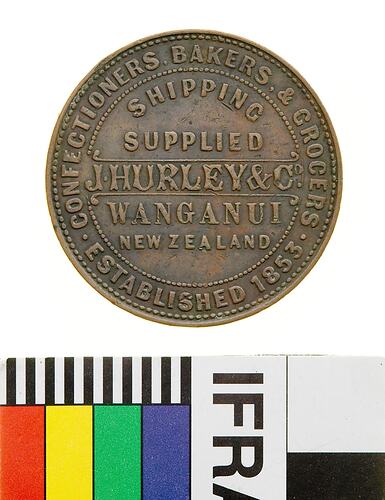 CONFECTIONERS, BAKERS, & GROCERS.
SHIPPING
SUPPLIED
J. HURLEY & CO.
WANGANUI
NEW ZEALAND
· ESTABLISHED 1853 ·
IFRA